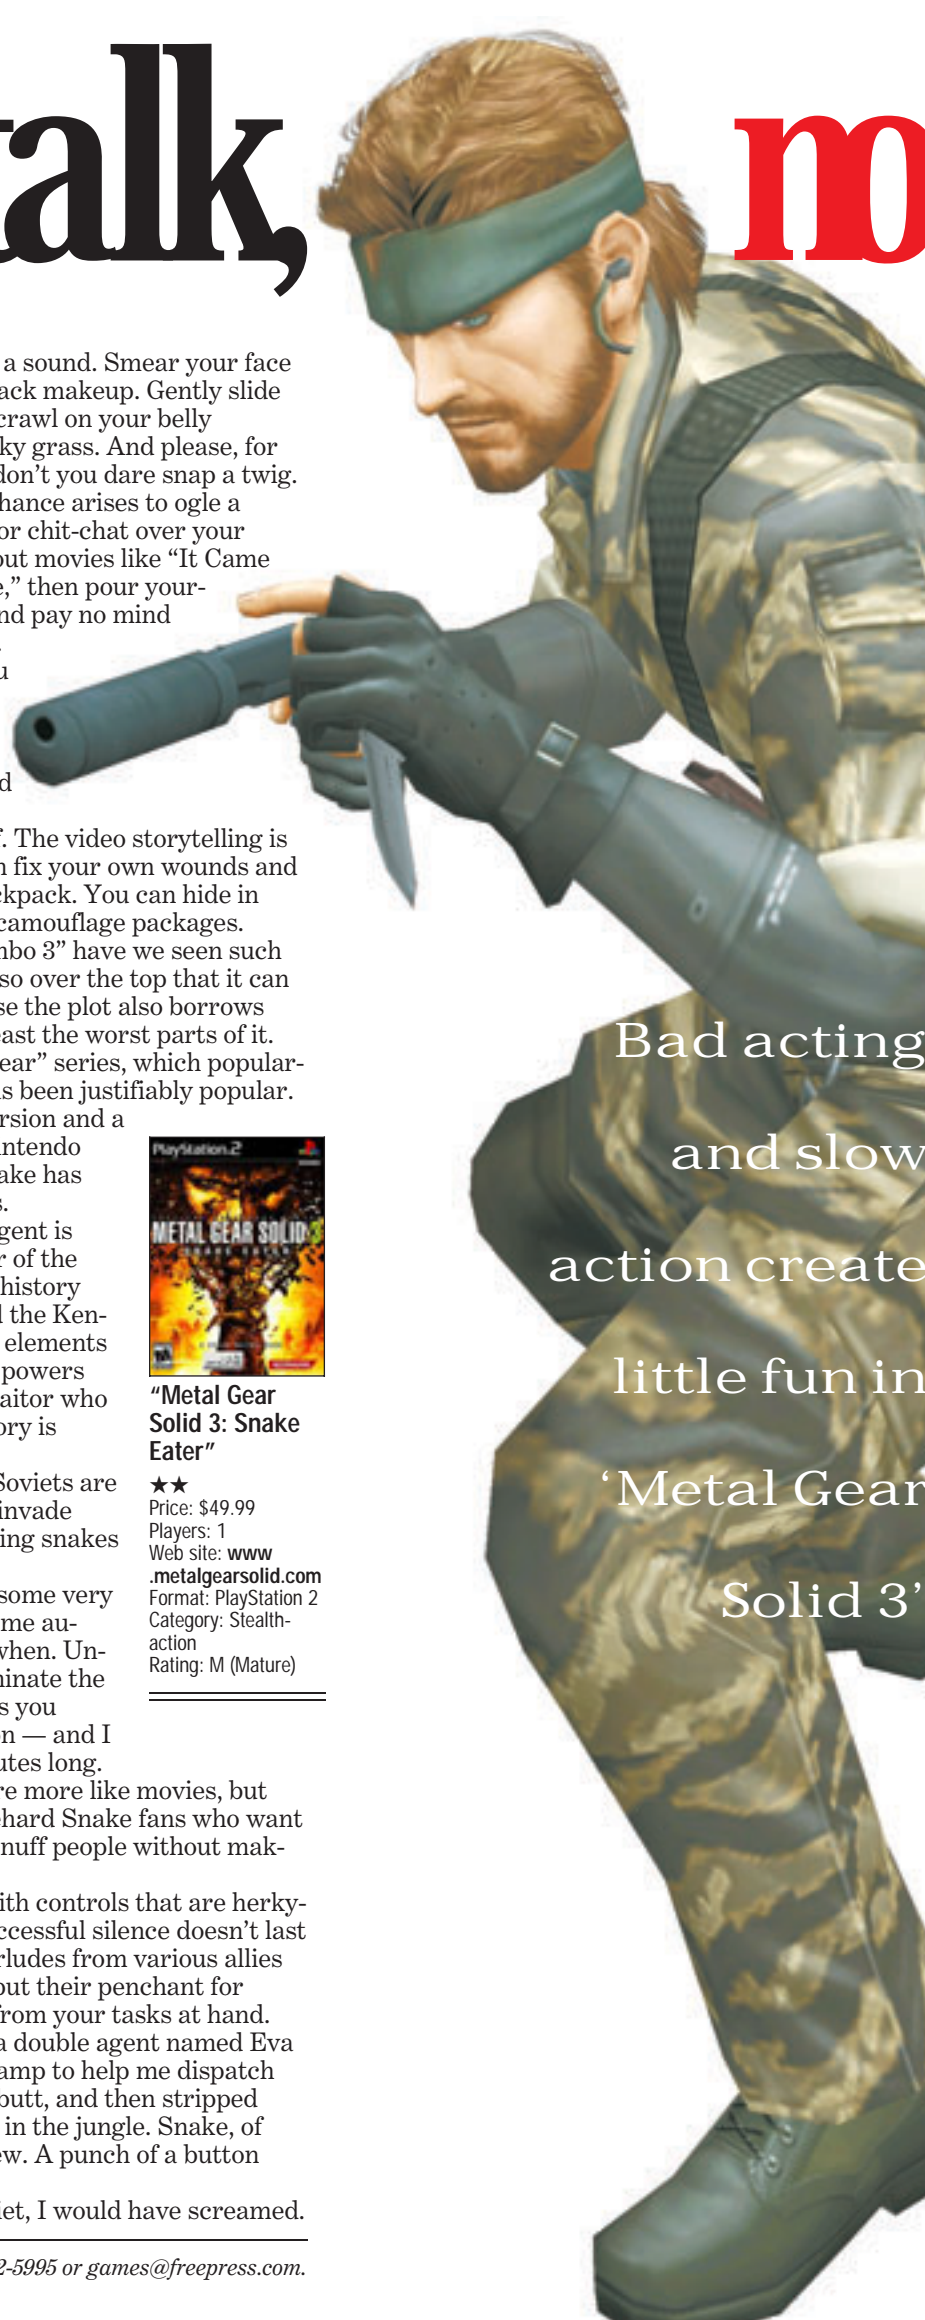 alk,
no
a sound. Smear your face
ack makeup. Gently slide
crawl on your belly
ky grass. And please, for
don’t you dare snap a twig.
hance arises to ogle a
or chit-chat over your
out movies like “It Came
e,” then pour your-
nd pay no mind
u
d
f. The video storytelling is
n fix your own wounds and
ckpack. You can hide in
camouflage packages.
mbo 3” have we seen such
so over the top that it can
se the plot also borrows
east the worst parts of it.
ear” series, which popular-
s been justifiably popular.
rsion and a
intendo
ake has
s.
gent is
r of the
history
d the Ken-
elements
powers
aitor who
ory is
Soviets are
invade
ing snakes
some very
me au-
when. Un-
minate the
s you
on — and I
utes long.
re more like movies, but
ehard Snake fans who want
nuff people without mak-
ith controls that are herky-
ccessful silence doesn’t last
rludes from various allies
out their penchant for
from your tasks at hand.
a double agent named Eva
amp to help me dispatch
butt, and then stripped
in the jungle. Snake, of
ew. A punch of a button
iet, I would have screamed.
2-5995 or games@freepress.com.
PlayStation.2
METAL GEAR SOLID 3
SNAKE EATER
“Metal Gear
Solid 3: Snake
Eater”
★★
Price: $49.99
Players: 1
Web site: www
.metalgearsolid.com
Format: PlayStation 2
Category: Stealth-
action
Rating: M (Mature)
Bad acting
and slow
action create
little fun in
‘Metal Gear
Solid 3’